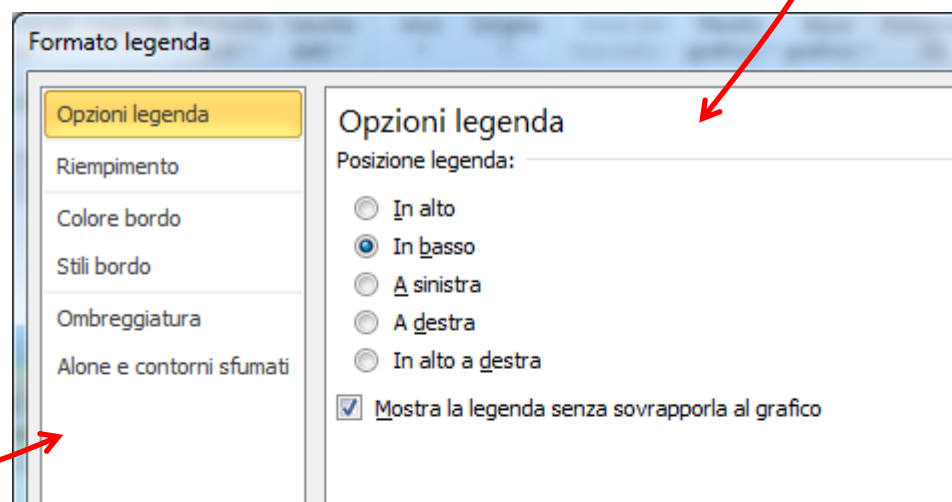 Formato legenda
Opzioni legenda
Riempimento
Colore bordo
Stili bordo
Ombreggiatura
Alone e contorni sfumati
Opzioni legenda
Posizione legenda:
In alto
In basso
A sinistra
A destra
In alto a destra
Mostra la legenda senza sovrapporla al grafico